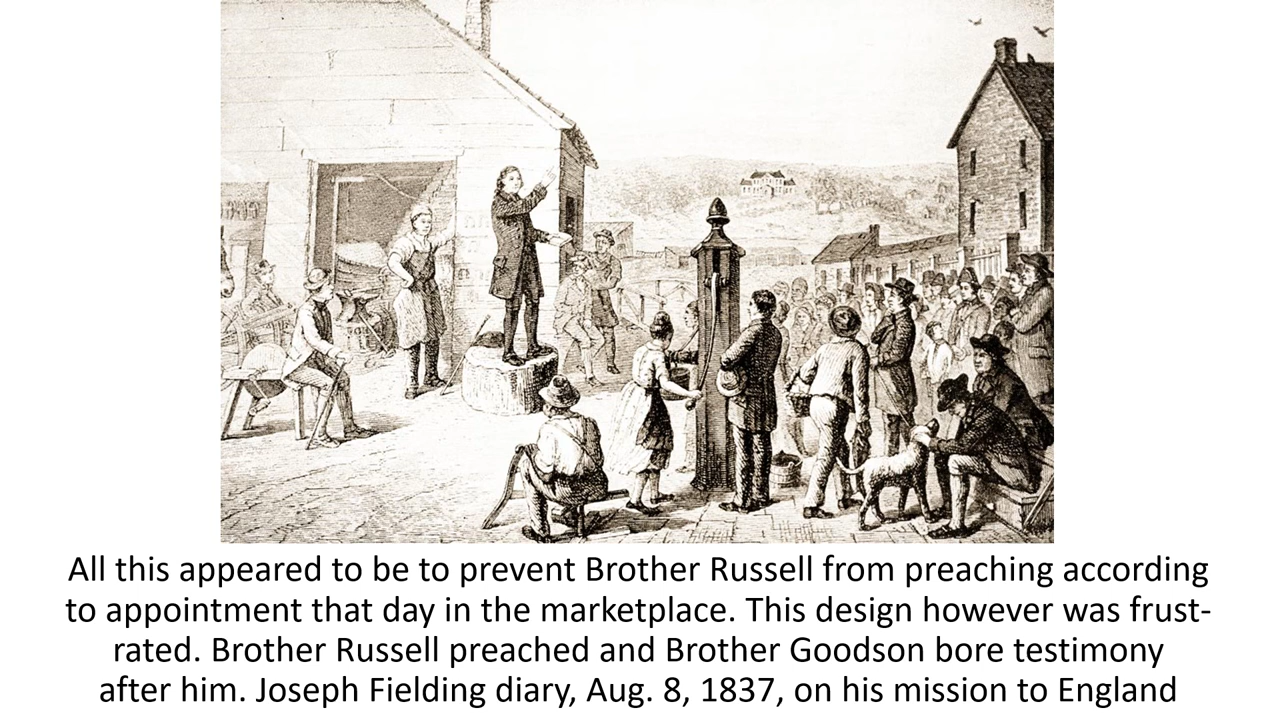 All this appeared to be to prevent Brother Russell from preaching according
to appointment that day in the marketplace. This design however was frust-
rated. Brother Russell preached and Brother Goodson bore testimony
after him. Joseph Fielding diary, Aug. 8, 1837, on his mission to England